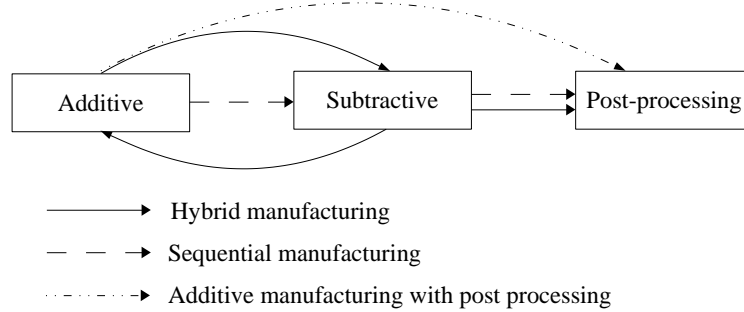 Additive
Subtractive
Post-processing
Hybrid manufacturing
Sequential manufacturing
Additive manufacturing with post processing